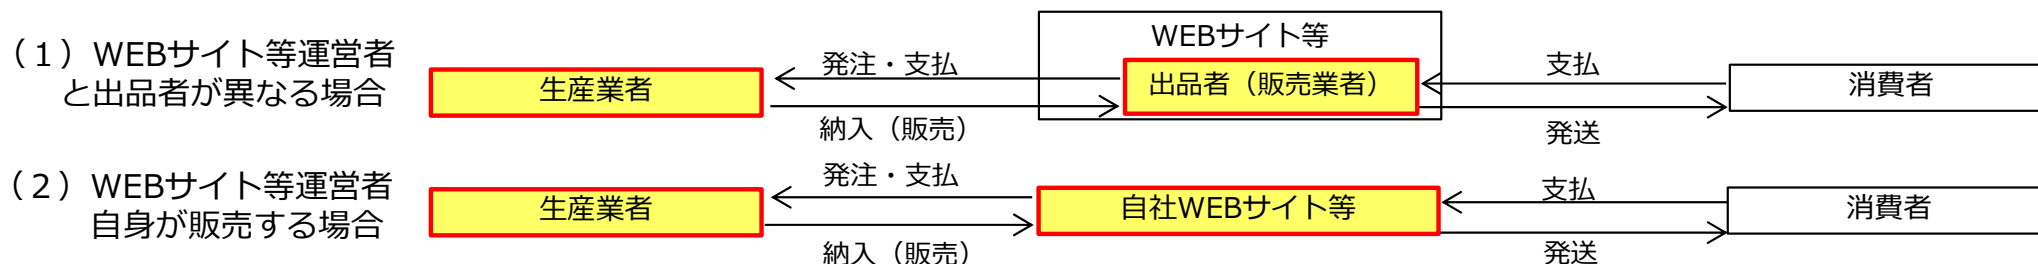 （１）WEBサイト等運営者
と出品者が異なる場合
生産業者
発注・支払
納入（販売）
WEBサイト等
出品者（販売業者）
支払
発送
消費者
（２）WEBサイト等運営者
自身が販売する場合
生産業者
発注・支払
納入（販売）
自社WEBサイト等
支払
発送
消費者